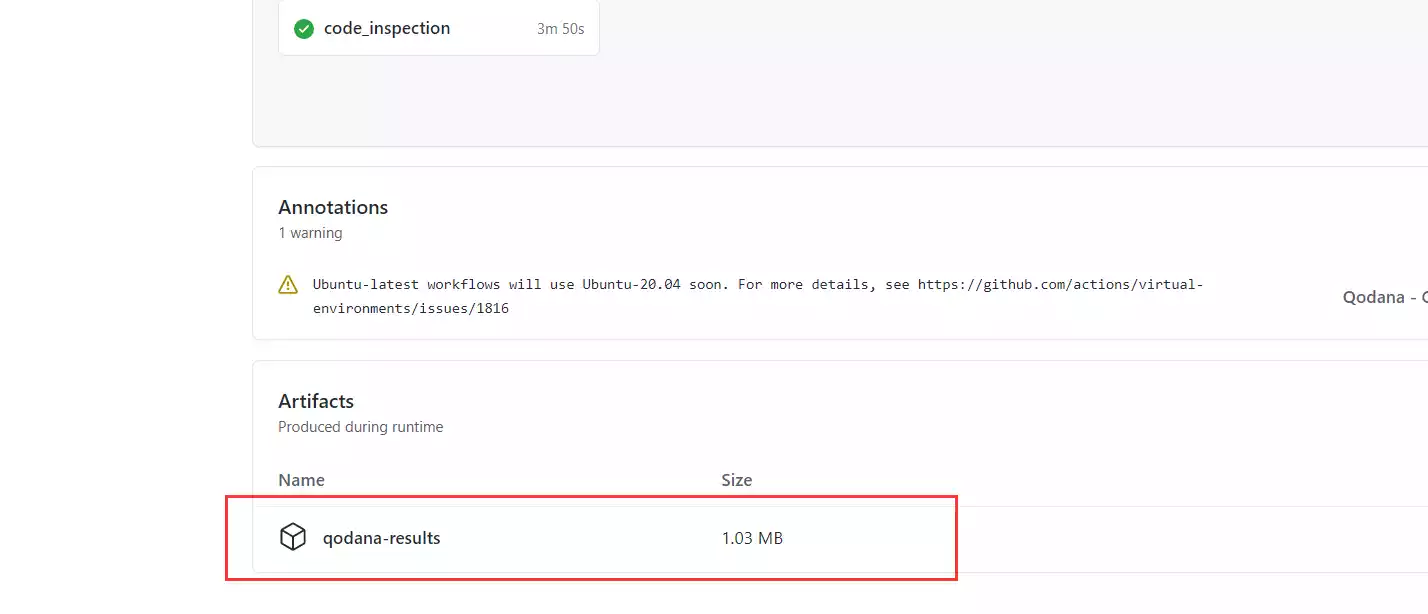 code_inspection 3m 50s
Annotations
1 warning
Ubuntu-latest workflows will use Ubuntu-20.04 soon. For more details, see https://github.com/actions/virtual-
environments/issues/1816
Qodana -
Artifacts
Produced during runtime
Name Size
qodana-results 1.03 MB